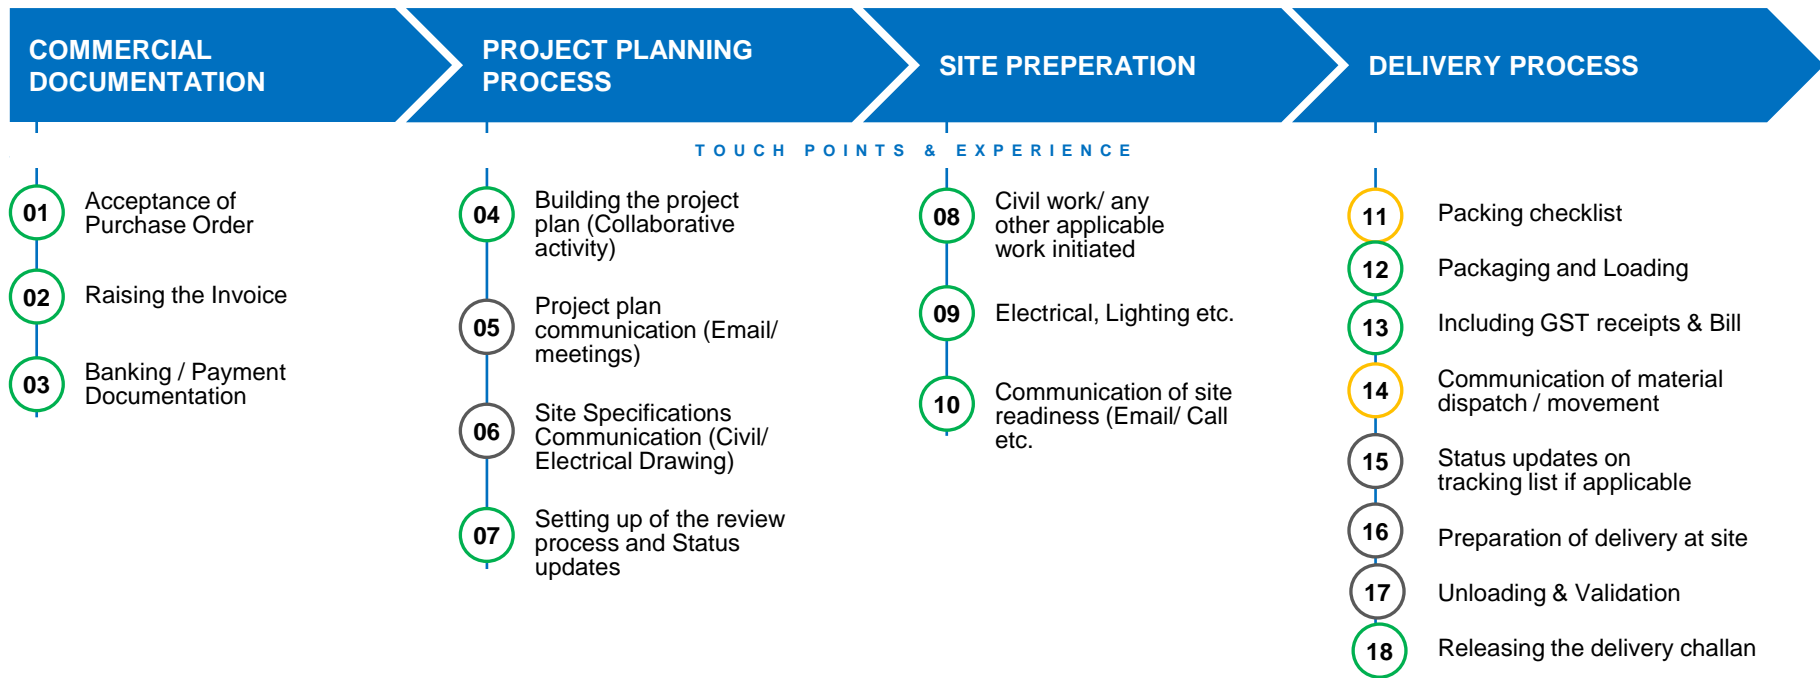 COMMERCIAL
DOCUMENTATION
PROJECT PLANNING
PROCESS
SITE PREPERATION
DELIVERY PROCESS
TOUCH POINTS & EXPERIENCE
01
Acceptance of
Purchase Order
02
Raising the Invoice
03
Banking / Payment
Documentation
04
Building the project
plan (Collaborative
activity)
05
Project plan
communication (Email/
meetings)
06
Site Specifications
Communication (Civil/
Electrical Drawing)
07
Setting up of the review
process and Status
updates
08
Civil work/ any
other applicable
work initiated
09
Electrical, Lighting etc.
10
Communication of site
readiness (Email/ Call
etc.
11
Packing checklist
12
Packaging and Loading
13
Including GST receipts & Bill
14
Communication of material
dispatch / movement
15
Status updates on
tracking list if applicable
16
Preparation of delivery at site
17
Unloading & Validation
18
Releasing the delivery challan